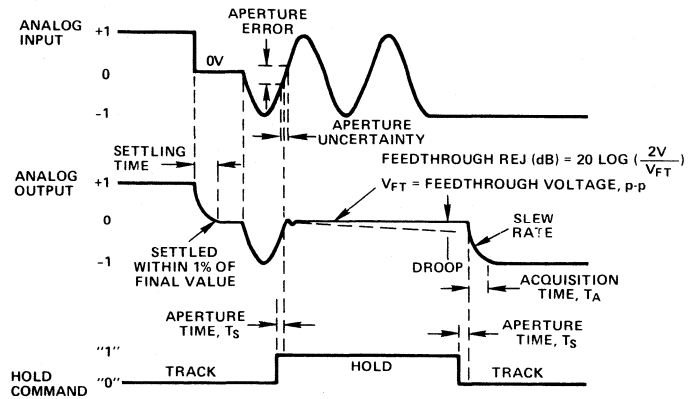 ANALOG
INPUT
+1
0
-1
0V
APERTURE
ERROR
APERTURE
UNCERTAINTY
SETTLING
TIME
FEEDTHROUGH REJ (dB) = 20 LOG (2V/VFT)
VFT = FEEDTHROUGH VOLTAGE, p-p
ANALOG
OUTPUT
+1
0
-1
SETTLED
WITHIN 1% OF
FINAL VALUE
SLEW
RATE
DROOP
ACQUISITION
TIME, TA
APERTURE
TIME, TS
APERTURE
TIME, TS
HOLD
COMMAND
"1"
"0"
TRACK
HOLD
TRACK